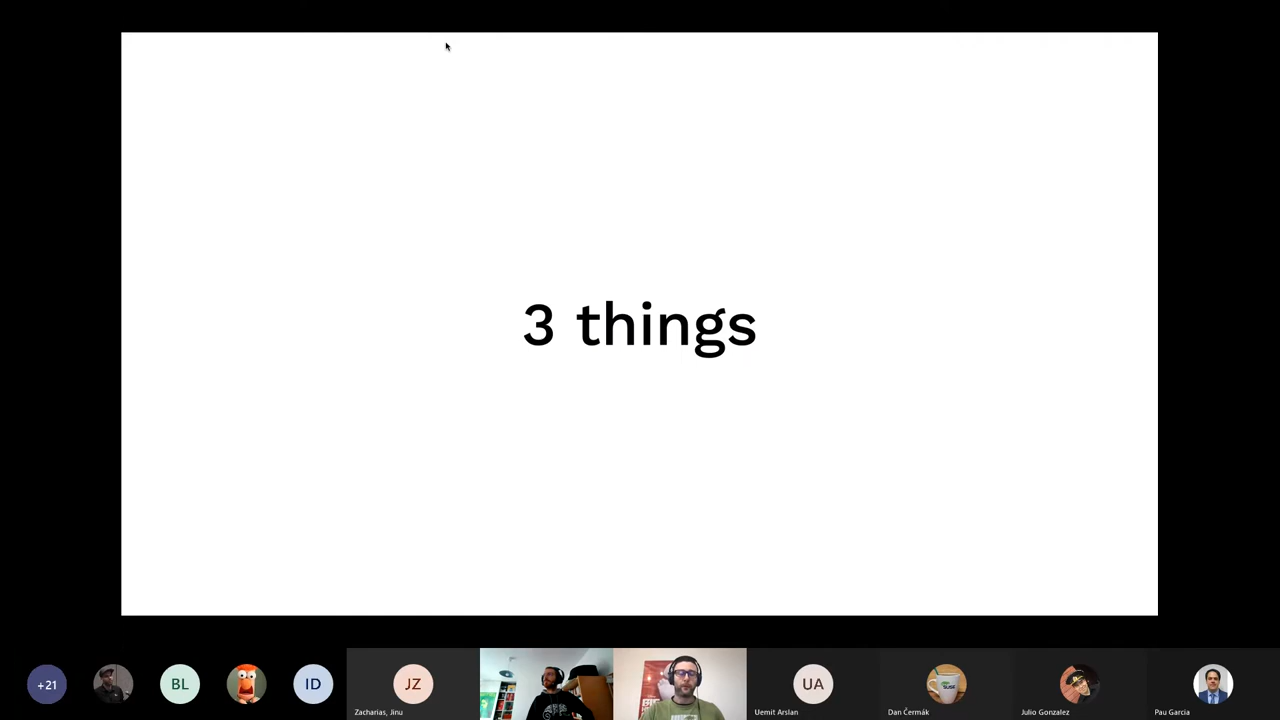 3 things
+21
BL
ID
JZ
UA
Zacharias, Jinu
Uemit Arslan
Dan Čermák
Julio Gonzalez
Pau Garcia